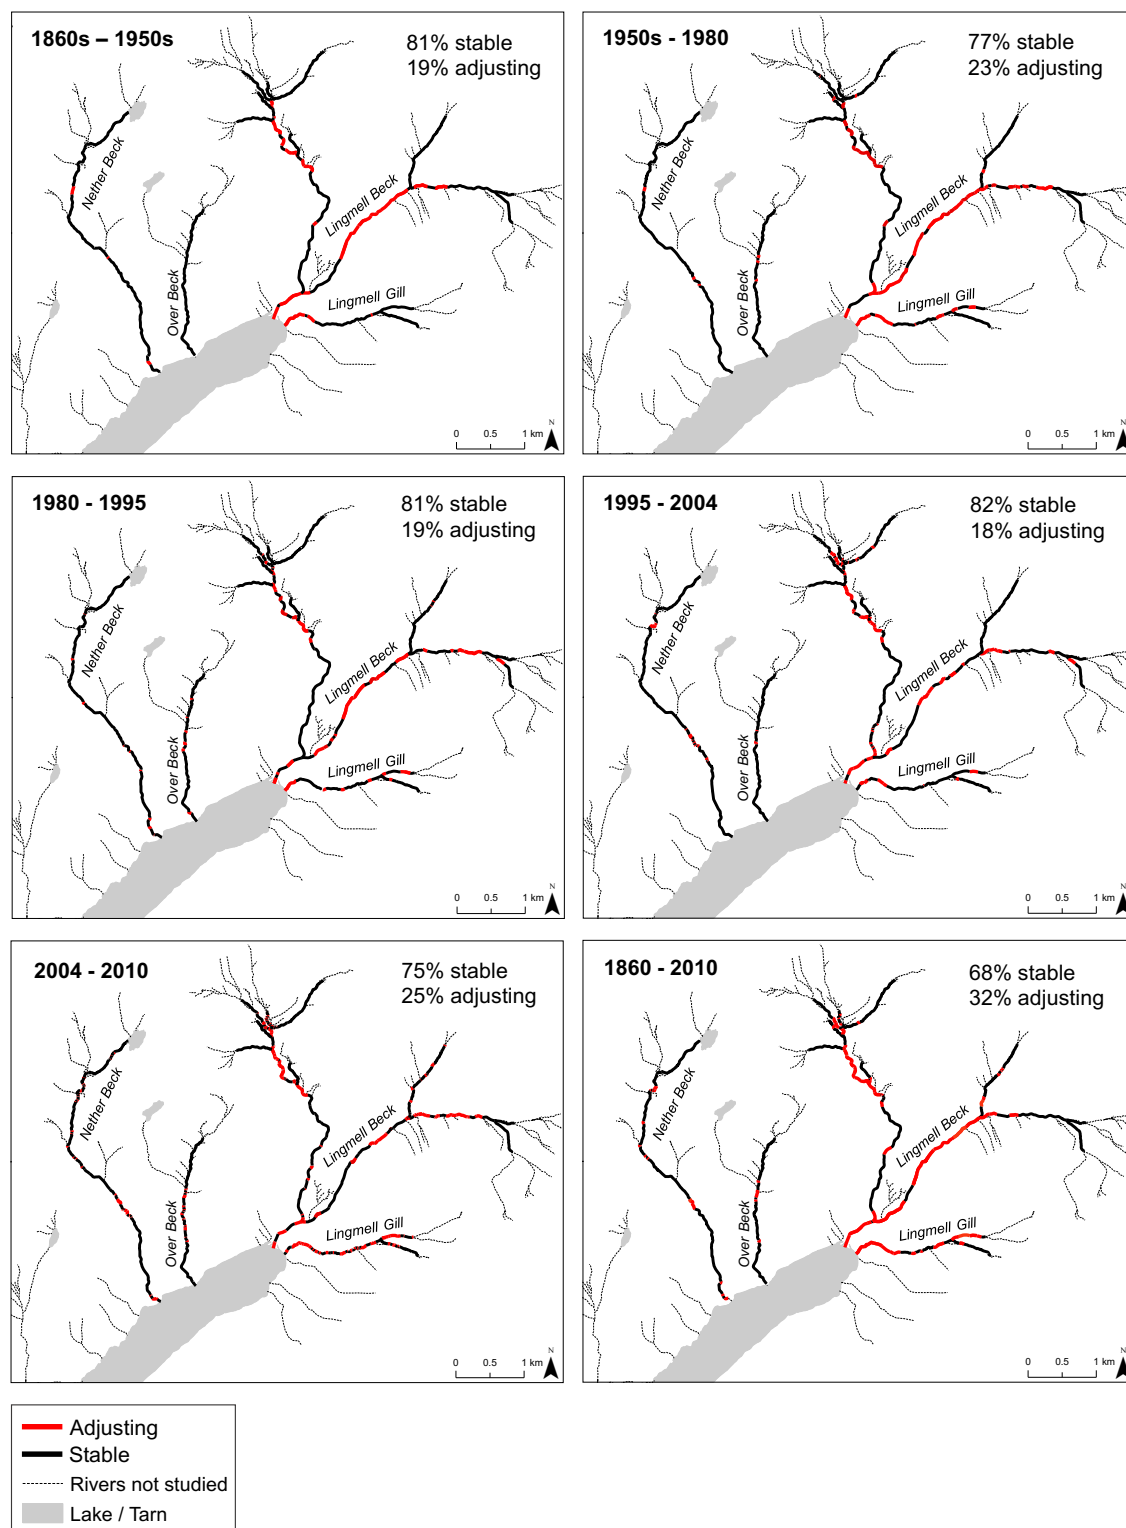 1860s – 1950s
81% stable
19% adjusting
Nether Beck
Over Beck
Lingmell Beck
Lingmell Gill
N
0 0.5 1 km
1950s - 1980
77% stable
23% adjusting
Nether Beck
Over Beck
Lingmell Beck
Lingmell Gill
N
0 0.5 1 km
1980 - 1995
81% stable
19% adjusting
Nether Beck
Over Beck
Lingmell Beck
Lingmell Gill
N
0 0.5 1 km
1995 - 2004
82% stable
18% adjusting
Nether Beck
Over Beck
Lingmell Beck
Lingmell Gill
N
0 0.5 1 km
2004 - 2010
75% stable
25% adjusting
Nether Beck
Over Beck
Lingmell Beck
Lingmell Gill
N
0 0.5 1 km
1860 - 2010
68% stable
32% adjusting
Nether Beck
Over Beck
Lingmell Beck
Lingmell Gill
N
0 0.5 1 km
Adjusting
Stable
Rivers not studied
Lake / Tarn